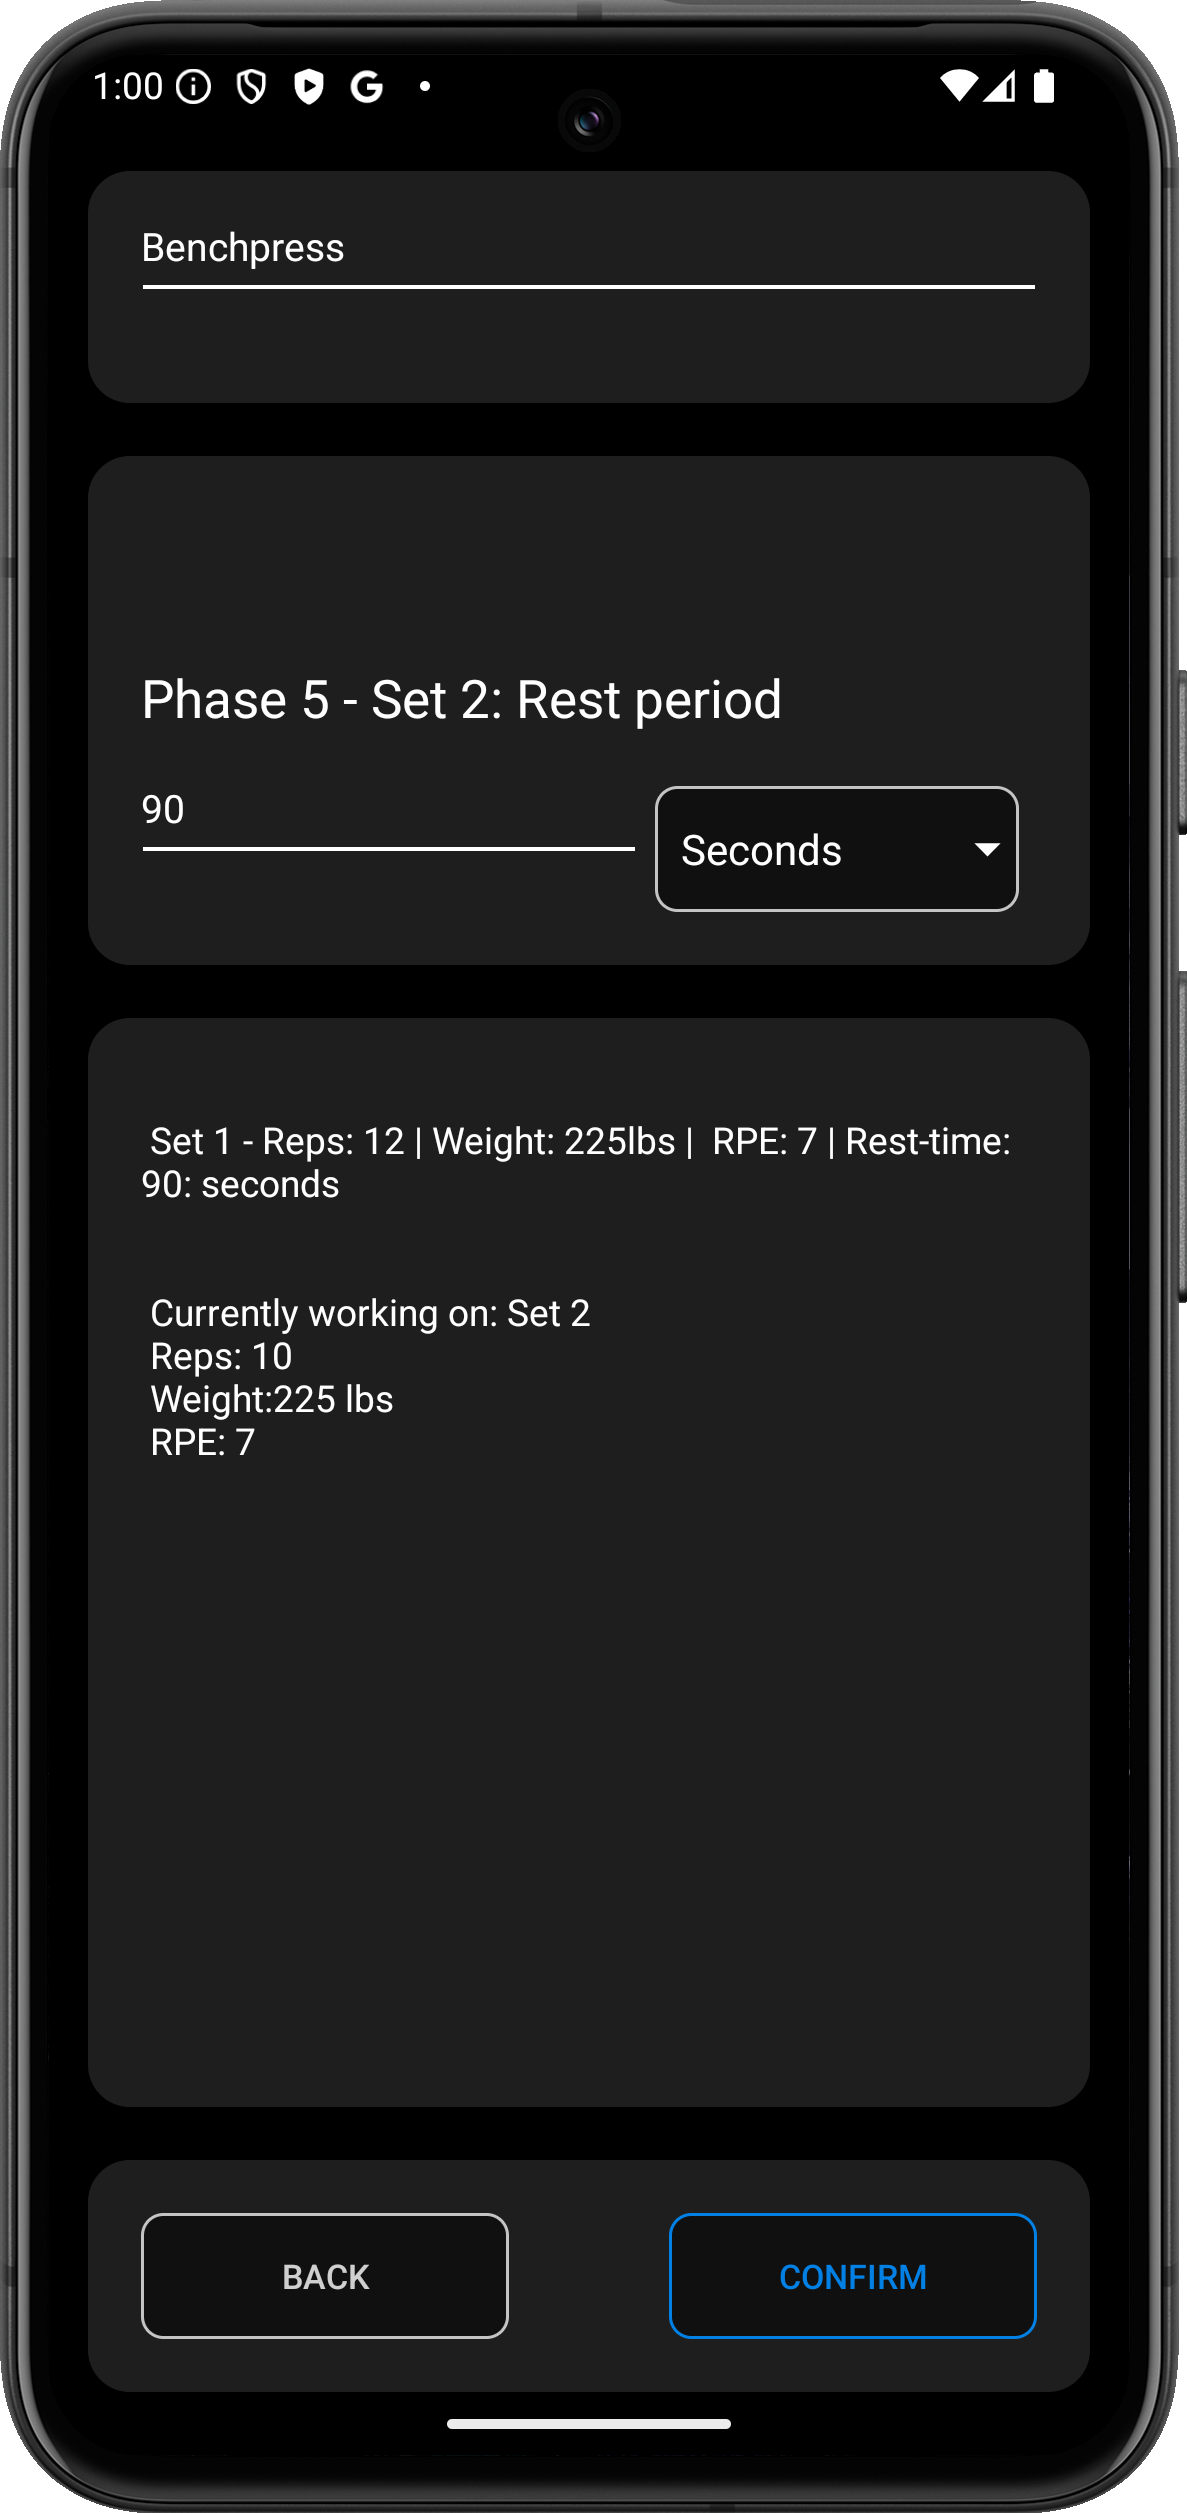 1:00
Benchpress
Phase 5 - Set 2: Rest period
90
Seconds
Set 1 - Reps: 12 | Weight: 225lbs |  RPE: 7 | Rest-time:
90: seconds
Currently working on: Set 2
Reps: 10
Weight:225 lbs
RPE: 7
BACK
CONFIRM